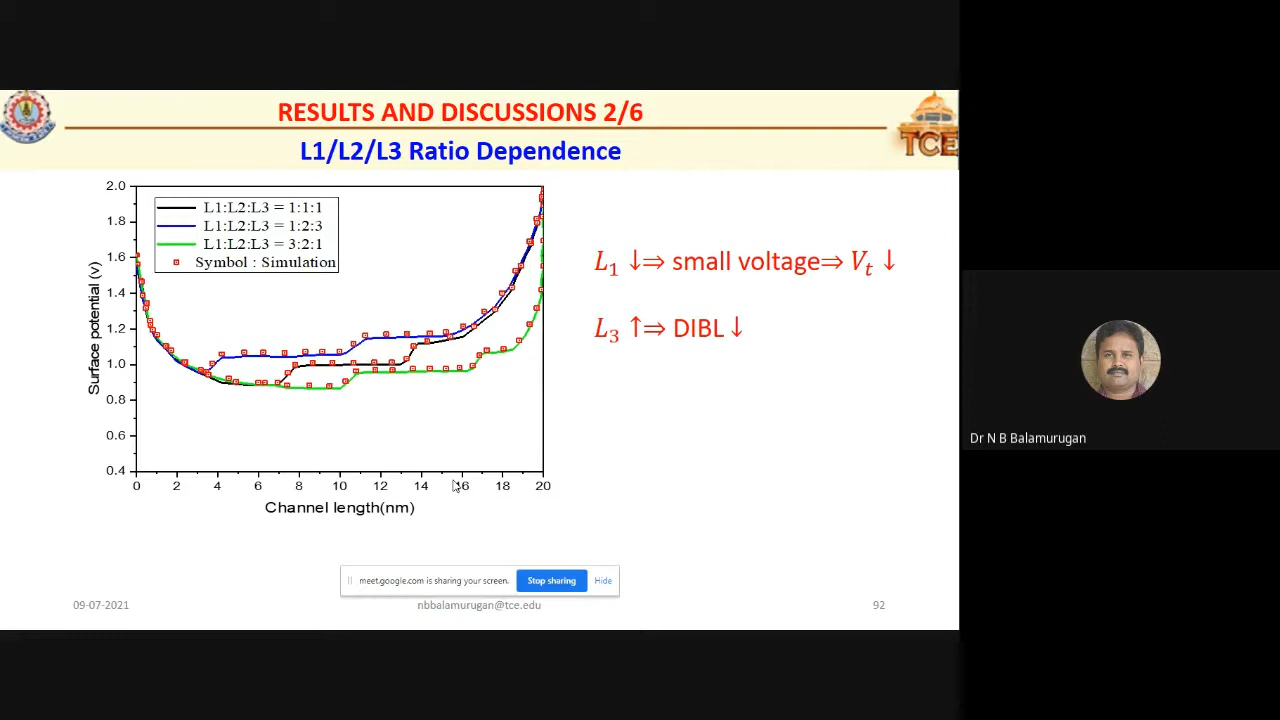 RESULTS AND DISCUSSIONS 2/6
TCE
L1/L2/L3 Ratio Dependence
2.0
1.8
1.6
1.4
1.2
1.0
0.8
0.6
0.4
Surface potential (v)
L1:L2:L3 = 1:1:1
L1:L2:L3 = 1:2:3
L1:L2:L3 = 3:2:1
Symbol : Simulation
0 2 4 6 8 10 12 14 16 18 20
Channel length(nm)
L₁ ↓⇒ small voltage⇒ Vₜ ↓
L₃ ↑⇒ DIBL ↓
Dr N B Balamurugan
meet.google.com is sharing your screen. Stop sharing Hide
09-07-2021 nbbalamurugan@tce.edu 92